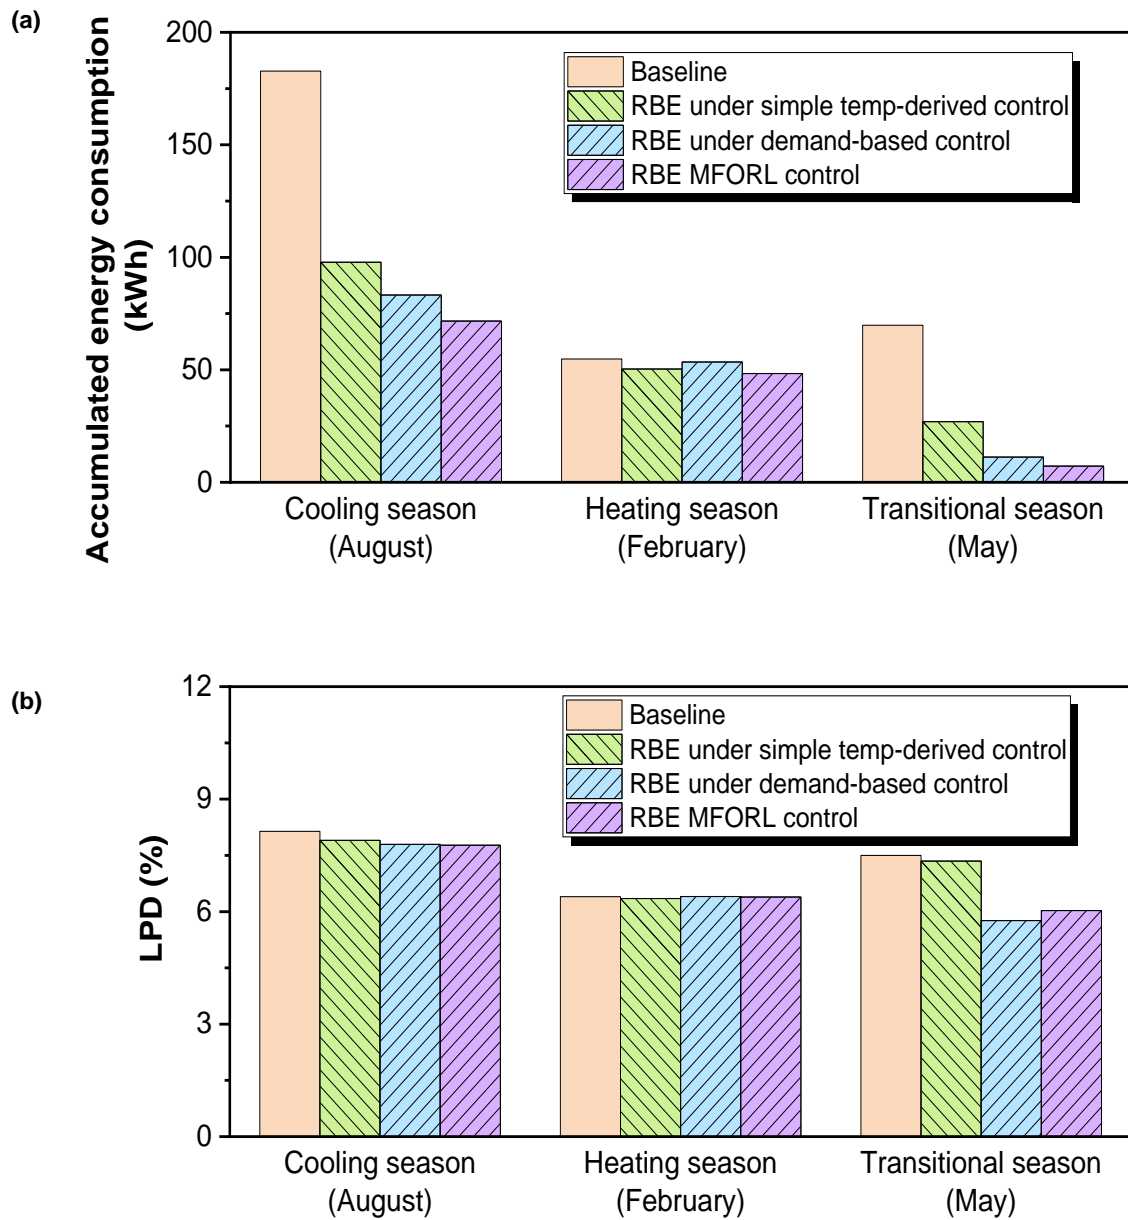 (a)
Accumulated energy consumption
(kWh)
200
150
100
50
0
Baseline
RBE under simple temp-derived control
RBE under demand-based control
RBE MFORL control
Cooling season
(August)
Heating season
(February)
Transitional season
(May)
(b)
LPD (%)
12
9
6
3
0
Baseline
RBE under simple temp-derived control
RBE under demand-based control
RBE MFORL control
Cooling season
(August)
Heating season
(February)
Transitional season
(May)